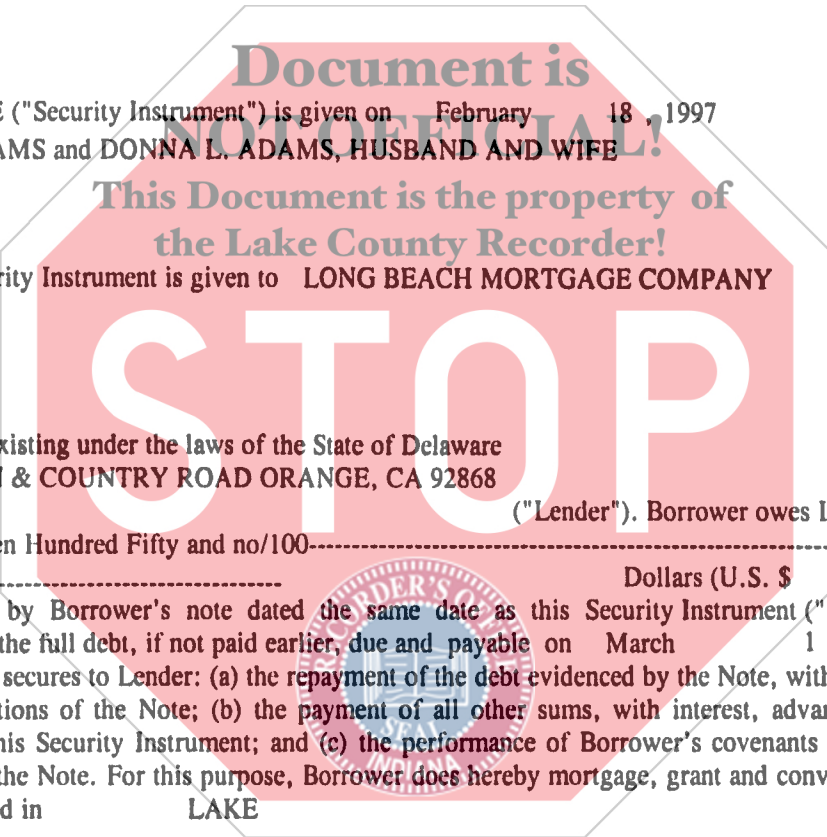 Document is
("Security Instrument") is given on February 18 , 1997
NOT OFFICIAL!
AMS and DONNA L. ADAMS, HUSBAND AND WIFE
This Document is the property of
the Lake County Recorder!
rity Instrument is given to LONG BEACH MORTGAGE COMPANY
STOP
xisting under the laws of the State of Delaware
& COUNTRY ROAD ORANGE, CA 92868
("Lender"). Borrower owes L
en Hundred Fifty and no/100------------------------------------------------------------
--------------------------------- Dollars (U.S. $
by Borrower's note dated the same date as this Security Instrument ("
the full debt, if not paid earlier, due and payable on March 1
secures to Lender: (a) the repayment of the debt evidenced by the Note, with
tions of the Note; (b) the payment of all other sums, with interest, advan
his Security Instrument; and (c) the performance of Borrower's covenants
the Note. For this purpose, Borrower does hereby mortgage, grant and conv
d in LAKE
RECORDER'S OFFICE
SEAL
INDIANA